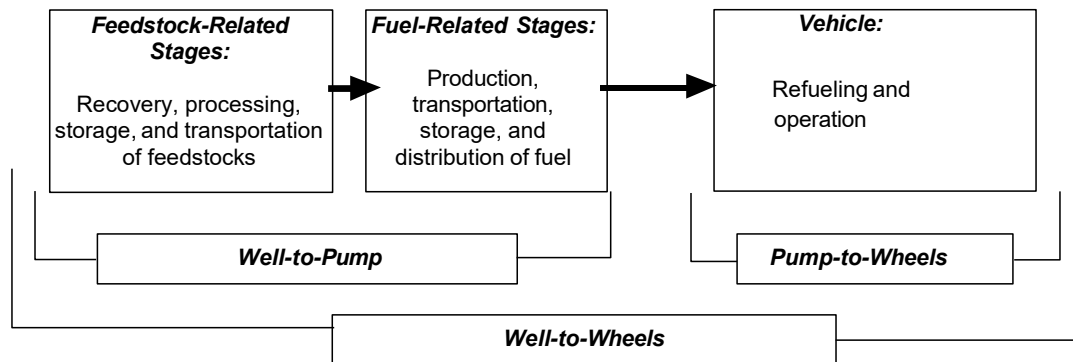 Feedstock-Related
Stages:
Recovery, processing,
storage, and transportation
of feedstocks
Fuel-Related Stages:
Production,
transportation,
storage, and
distribution of fuel
Vehicle:
Refueling and
operation
Well-to-Pump
Pump-to-Wheels
Well-to-Wheels